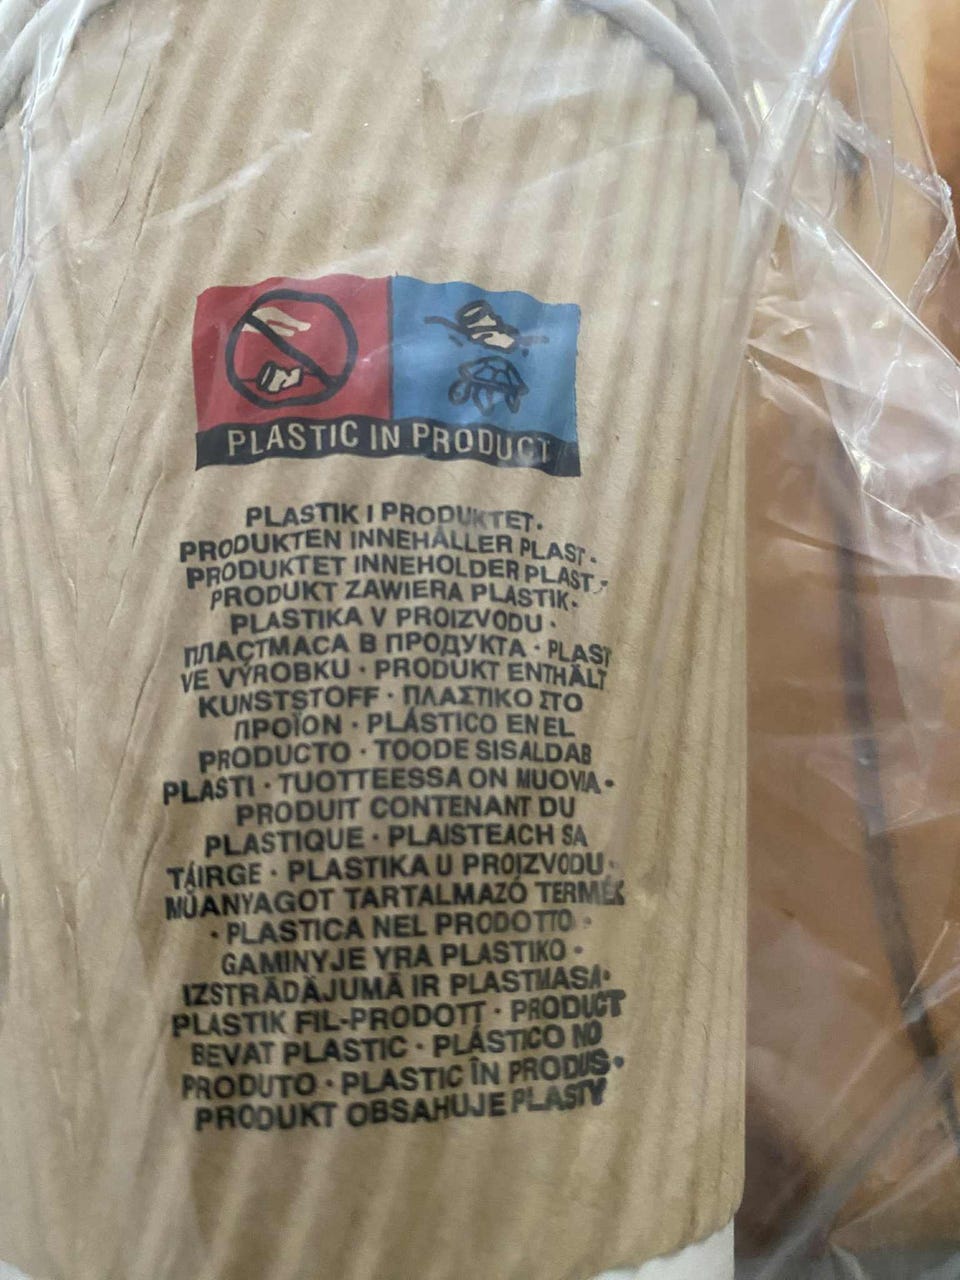 PLASTIC IN PRODUCT
PLASTIK I PRODUKTET·
PRODUKTEN INNEHÅLLER PLAST·
PRODUKTET INNEHOLDER PLAST·
PRODUKT ZAWIERA PLASTIK·
PLASTIKA V PROIZVODU·
ПЛАСТМАСА В ПРОДУКТА · PLAST
VE VÝROBKU · PRODUKT ENTHÄLT
KUNSTSTOFF · ΠΛΑΣΤΙΚΟ ΣΤΟ
ΠΡΟΪΟΝ · PLÁSTICO EN EL
PRODUCTO · TOODE SISALDAB
PLASTI · TUOTTEESSA ON MUOVIA·
PRODUIT CONTENANT DU
PLASTIQUE · PLAISTEACH SA
TÁIRGE · PLASTIKA U PROIZVODU·
MŰANYAGOT TARTALMAZÓ TERMÉK
· PLASTICA NEL PRODOTTO ·
GAMINYJE YRA PLASTIKO ·
IZSTRĀDĀJUMĀ IR PLASTMASA·
PLASTIK FIL-PRODOTT · PRODUCT
BEVAT PLASTIC · PLÁSTICO NO
PRODUTO · PLASTIC ÎN PRODUS·
PRODUKT OBSAHUJE PLASTY